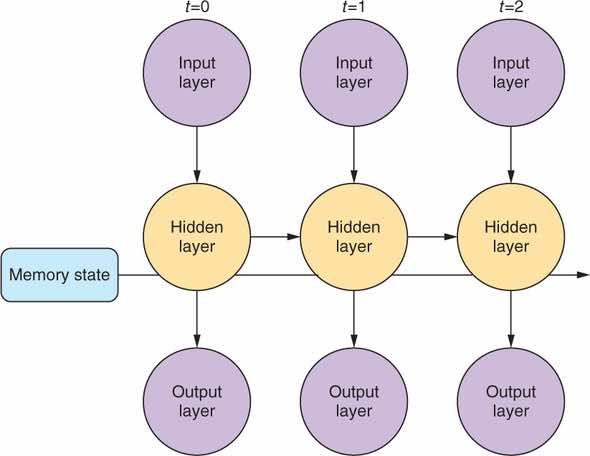 t=0 t=1 t=2
Input Input Input
layer layer layer
Hidden Hidden Hidden
layer layer layer
Memory state
Output Output Output
layer layer layer